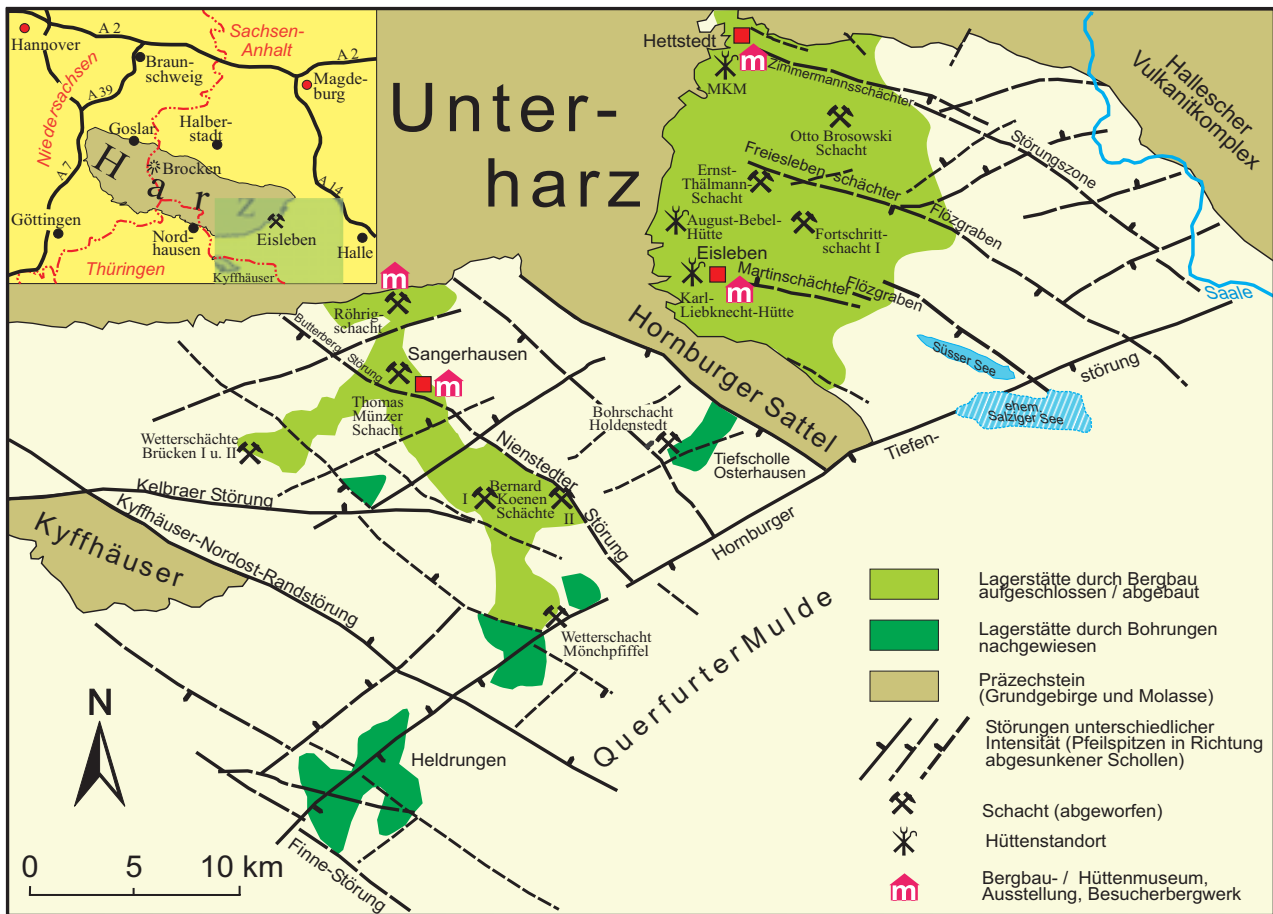 A 2
Sachsen-
Anhalt
Hannover
Braun-
schweig
A 2
Magde-
burg
Niedersachsen
A 39
Goslar
Halber-
stadt
Brocken
Harz
A 7
A 14
Göttingen
Nord-
hausen
Eisleben
Halle
Thüringen
Kyffhäuser
Unter-
harz
Hettstedt
m
MKM
Zimmermannsschächter
Störungszone
Hallescher
Vulkanitkomplex
Otto Brosowski
Schacht
Ernst-
Thälmann-
Schacht
Freiesleben-schächter
Flözgraben
August-Bebel-
Hütte
Fortschritt-
schacht I
Eisleben
m
Martinschächter
Flözgraben
Karl-
Liebknecht-Hütte
Saale
m
Röhrig-
schacht
Butterberg Störung
Sangerhausen
m
Hornburger Sattel
Süsser See
störung
ehem.
Salziger See
Thomas
Münzer
Schacht
Bohrschacht
Holdenstedt
Wetterschächte
Brücken I u. II
Nienstedter
Störung
Tiefscholle
Osterhausen
Tiefen-
Kelbraer Störung
I
Bernard
Koenen
Schächte
II
Hornburger
Kyffhäuser
Kyffhäuser-Nordost-Randstörung
Wetterschacht
Mönchpfiffel
Querfurter Mulde
N
Heldrungen
Finne-Störung
0 5 10 km
Lagerstätte durch Bergbau
aufgeschlossen / abgebaut
Lagerstätte durch Bohrungen
nachgewiesen
Präzechstein
(Grundgebirge und Molasse)
Störungen unterschiedlicher
Intensität (Pfeilspitzen in Richtung
abgesunkener Schollen)
Schacht (abgeworfen)
Hüttenstandort
m
Bergbau- / Hüttenmuseum,
Ausstellung, Besucherbergwerk